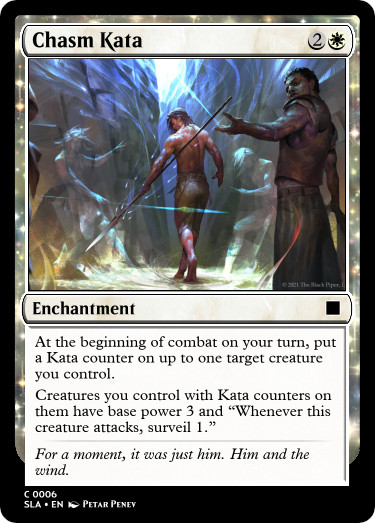 Chasm Kata 2
© 2021 The Black Piper, I
Enchantment
At the beginning of combat on your turn, put
a Kata counter on up to one target creature
you control.
Creatures you control with Kata counters on
them have base power 3 and “Whenever this
creature attacks, surveil 1.”
For a moment, it was just him. Him and the
wind.
C 0006
SLA • EN Petar Penev